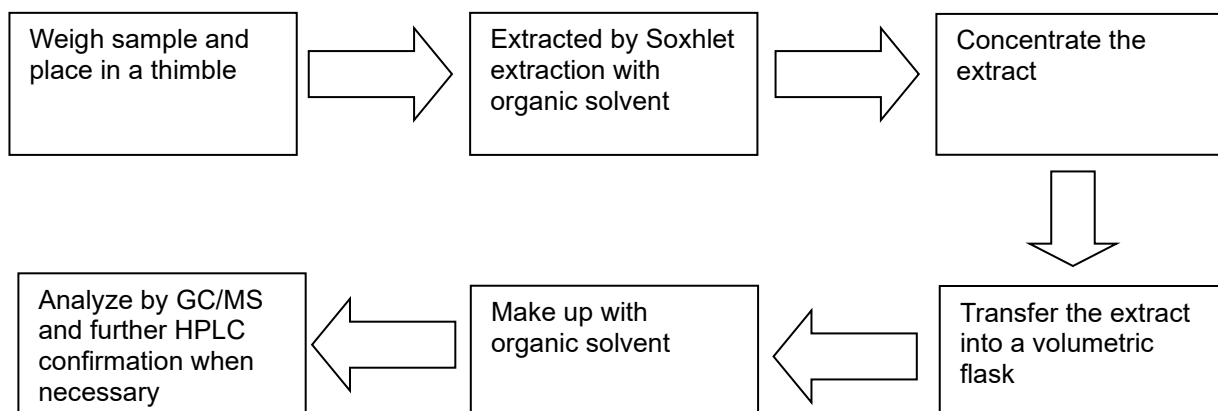 Weigh sample and
place in a thimble
Extracted by Soxhlet
extraction with
organic solvent
Concentrate the
extract
Transfer the extract
into a volumetric
flask
Make up with
organic solvent
Analyze by GC/MS
and further HPLC
confirmation when
necessary